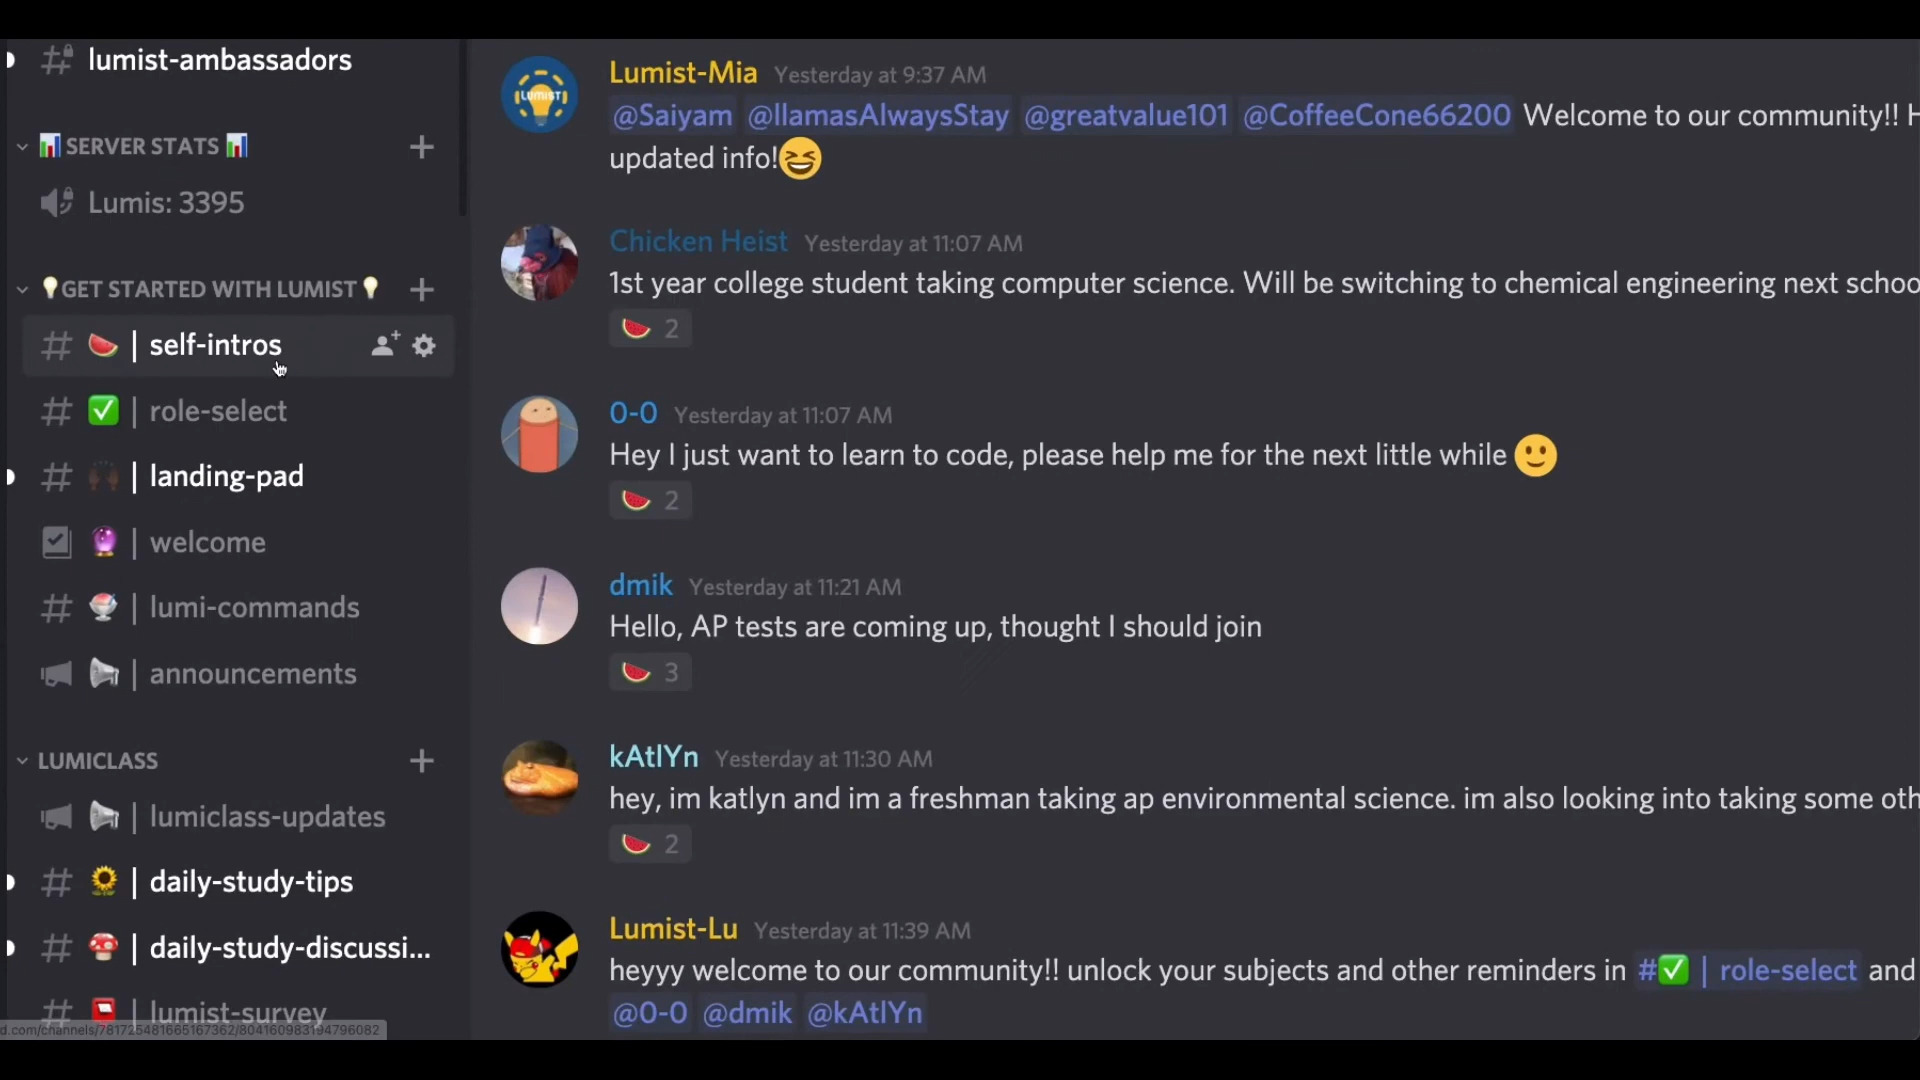 lumist-ambassadors
SERVER STATS
Lumis: 3395
GET STARTED WITH LUMIST
| self-intros
| role-select
| landing-pad
| welcome
| lumi-commands
| announcements
LUMICLASS
| lumiclass-updates
| daily-study-tips
| daily-study-discussi...
| lumist-survey
d.com/channels/781725481665167362/804160983194796082
LUMIST
Lumist-Mia Yesterday at 9:37 AM
@Saiyam @llamasAlwaysStay @greatvalue101 @CoffeeCone66200 Welcome to our community!! H
updated info!😆
Chicken Heist Yesterday at 11:07 AM
1st year college student taking computer science. Will be switching to chemical engineering next schoo
🍉 2
0-0 Yesterday at 11:07 AM
Hey I just want to learn to code, please help me for the next little while 🙂
🍉 2
dmik Yesterday at 11:21 AM
Hello, AP tests are coming up, thought I should join
🍉 3
kAtlYn Yesterday at 11:30 AM
hey, im katlyn and im a freshman taking ap environmental science. im also looking into taking some oth
🍉 2
Lumist-Lu Yesterday at 11:39 AM
heyyy welcome to our community!! unlock your subjects and other reminders in #✅ | role-select and
@0-0 @dmik @kAtlYn